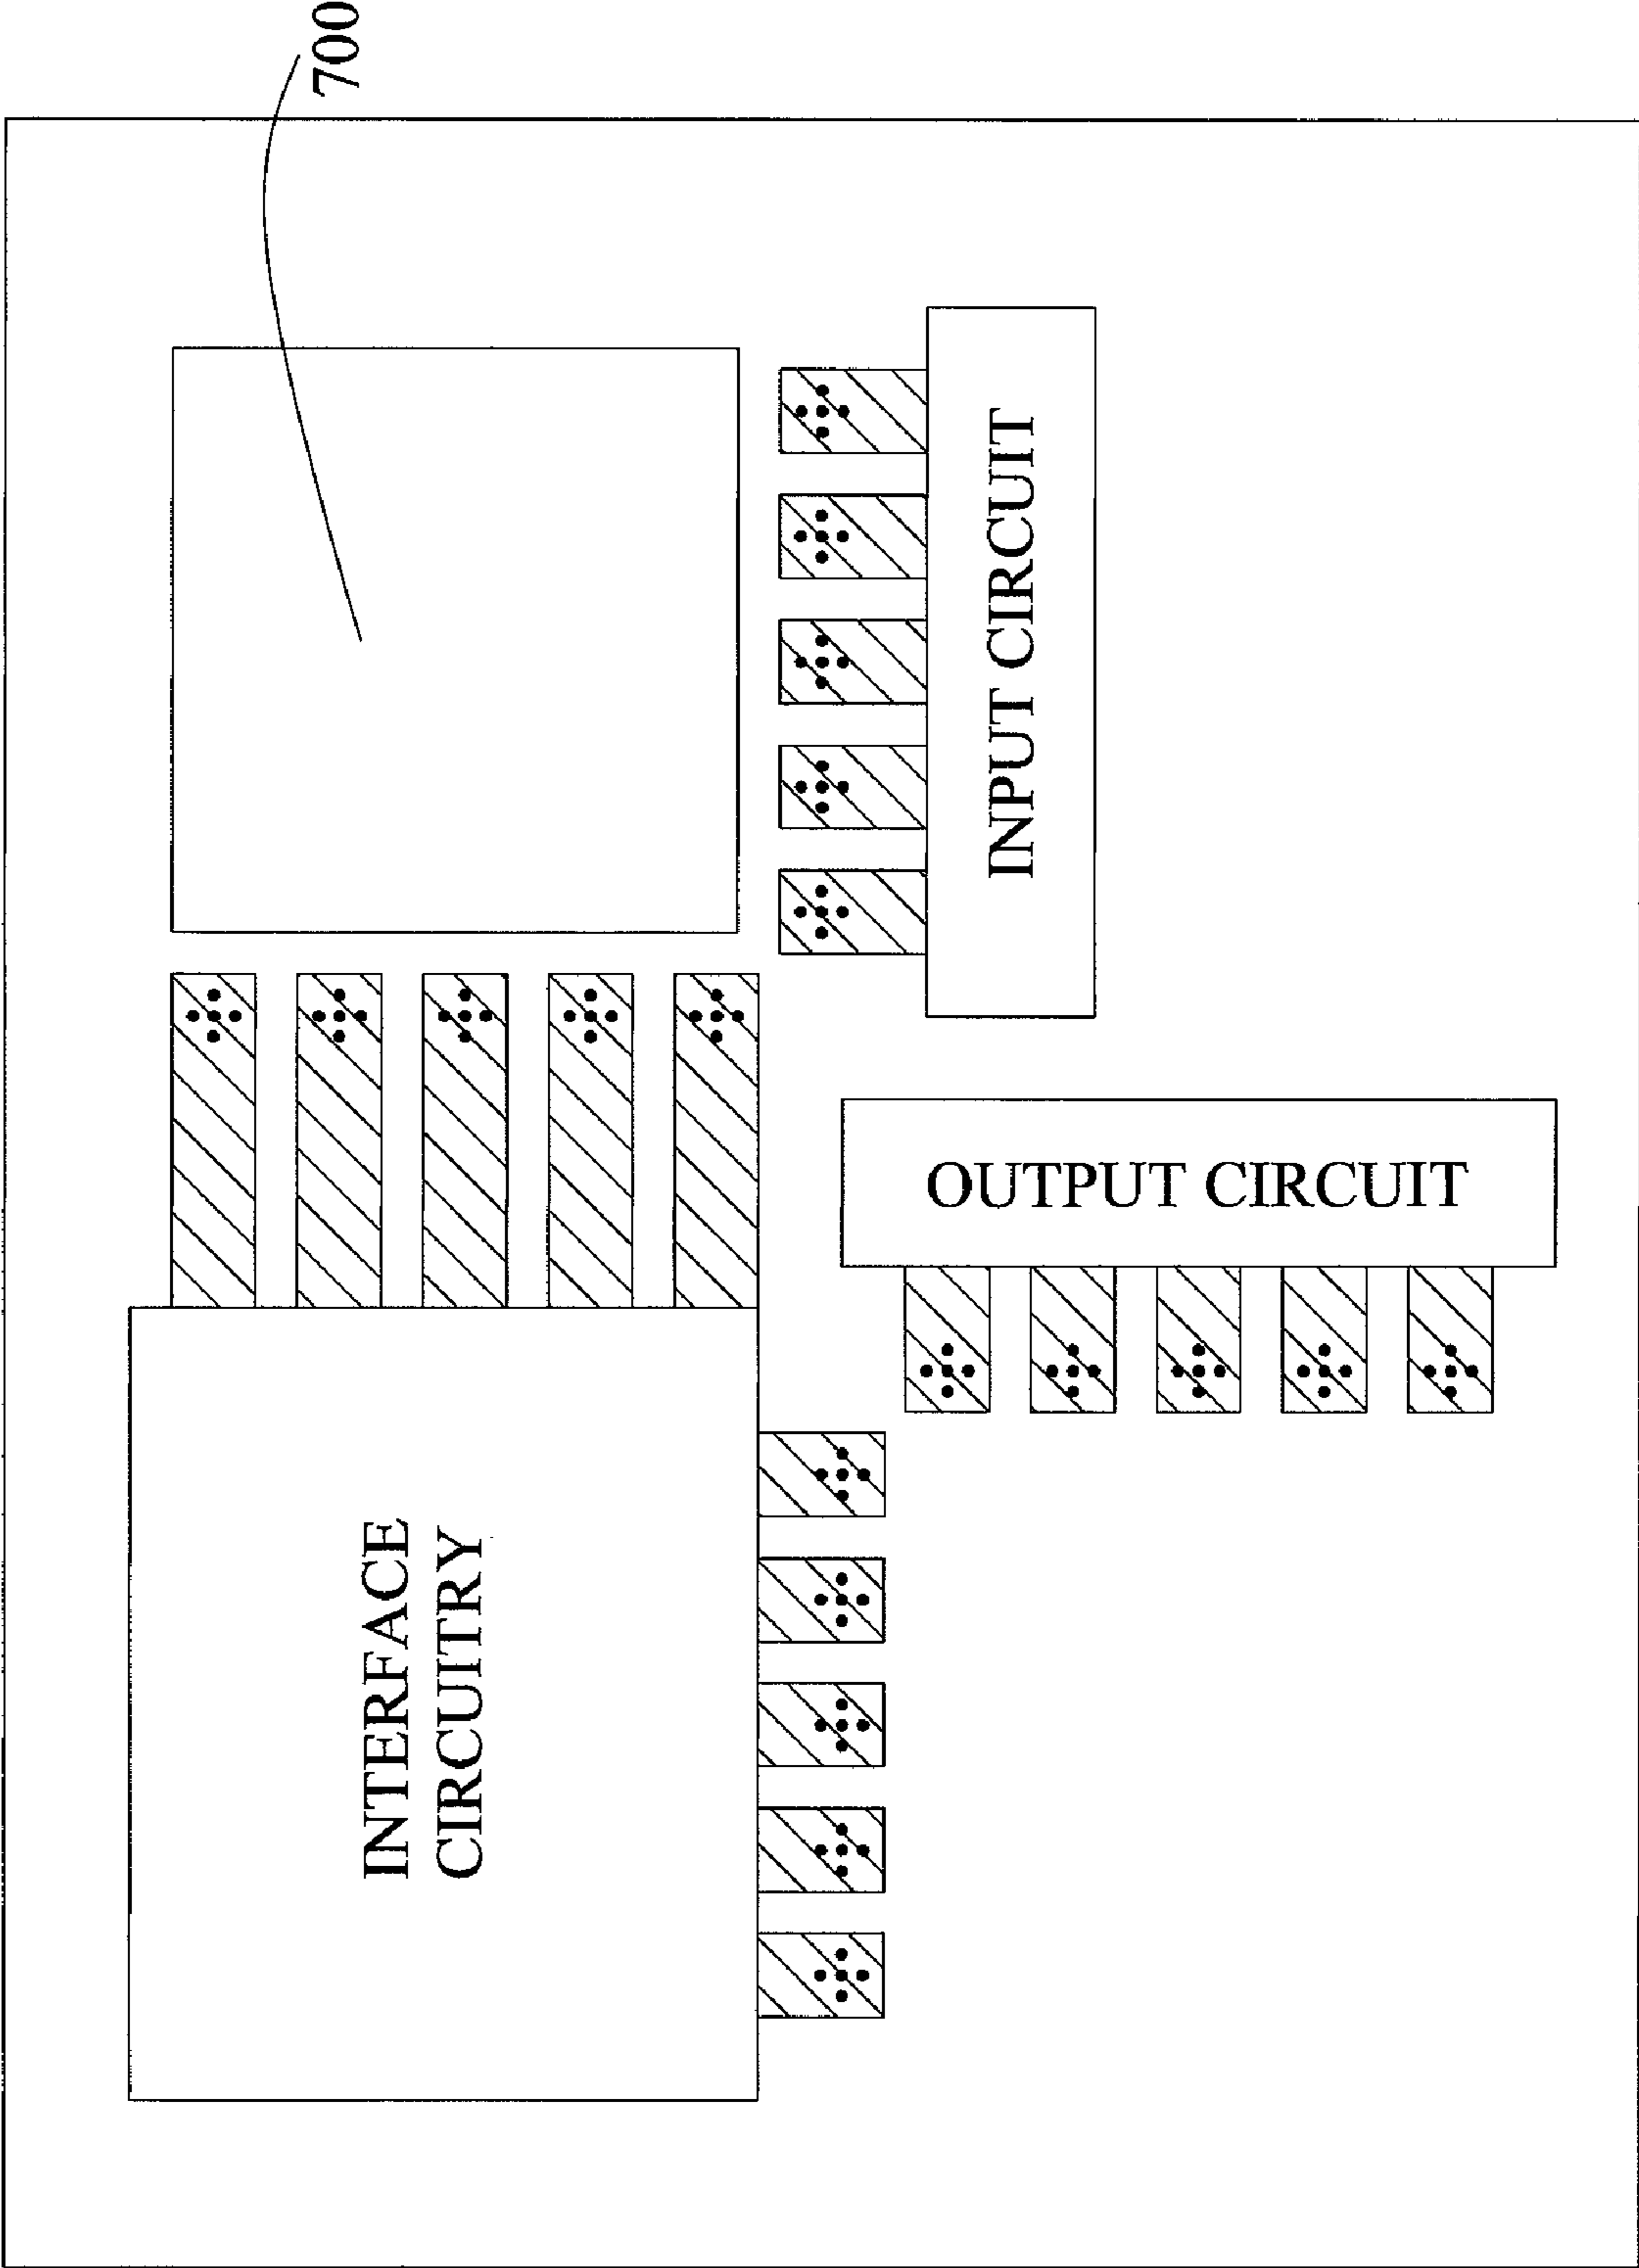 700
INPUT CIRCUIT
OUTPUT CIRCUIT
INTERFACE
CIRCUITRY